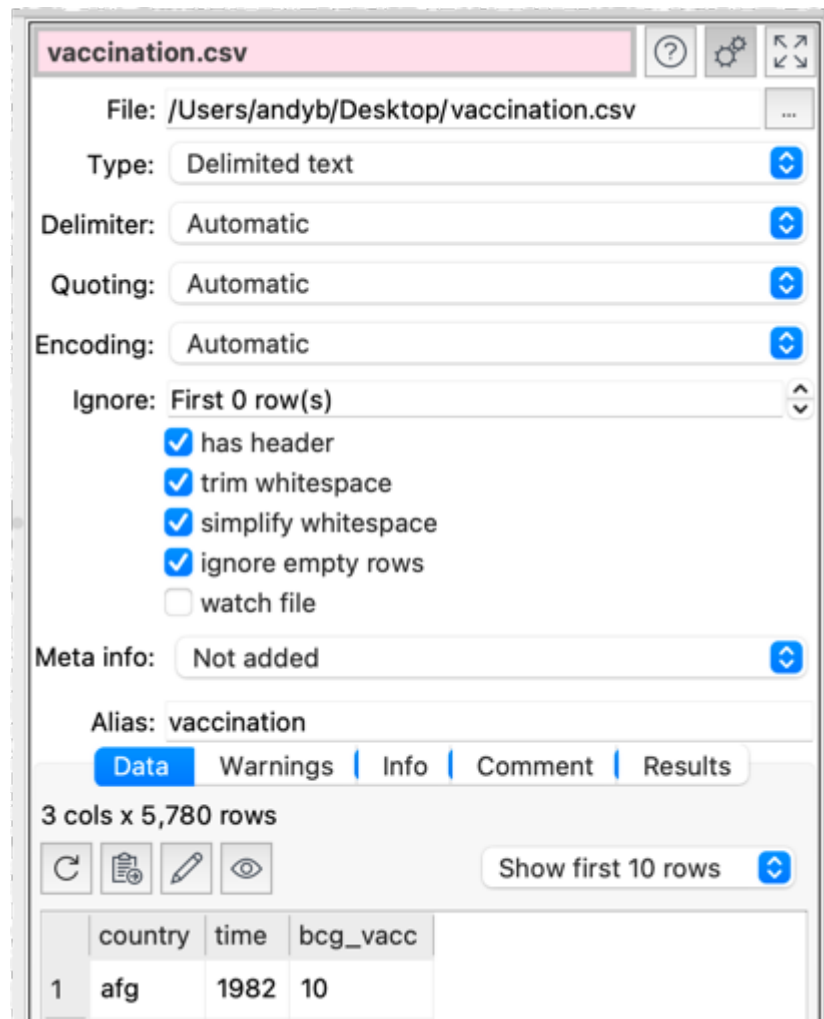 vaccination.csv
File: /Users/andyb/Desktop/vaccination.csv ...
Type: Delimited text
Delimiter: Automatic
Quoting: Automatic
Encoding: Automatic
Ignore: First 0 row(s)
has header
trim whitespace
simplify whitespace
ignore empty rows
watch file
Meta info: Not added
Alias: vaccination
Data Warnings Info Comment Results
3 cols x 5,780 rows
Show first 10 rows
country time bcg_vacc
1 afg 1982 10